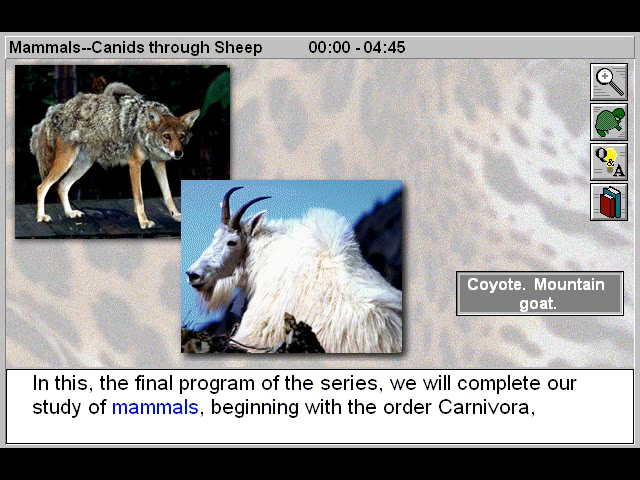 Mammals--Canids through Sheep 00:00 - 04:45
Q&A
Coyote. Mountain
goat.
In this, the final program of the series, we will complete our
study of mammals, beginning with the order Carnivora,